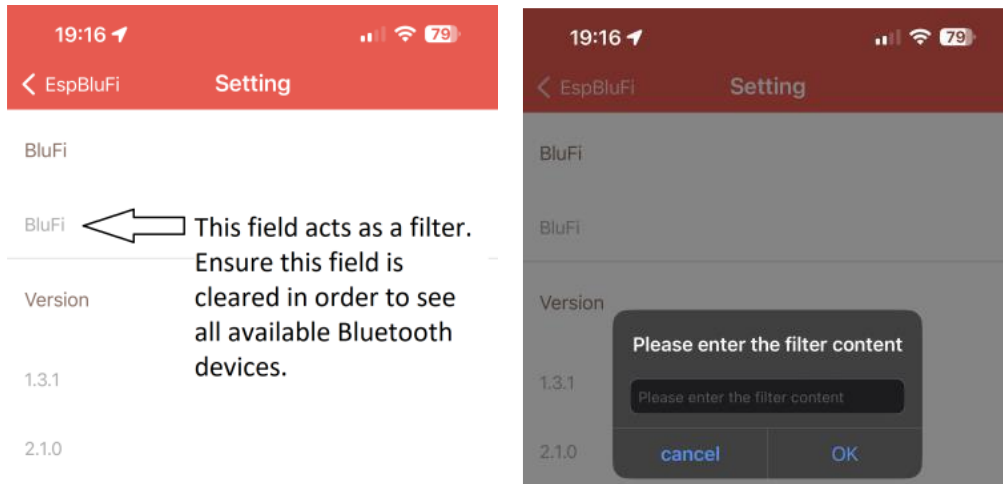 19:16
79
EspBluFi
Setting
BluFi
BluFi
This field acts as a filter.
Ensure this field is
cleared in order to see
all available Bluetooth
devices.
Version
1.3.1
2.1.0
19:16
79
EspBluFi
Setting
BluFi
BluFi
Version
Please enter the filter content
1.3.1
Please enter the filter content
2.1.0
cancel
OK